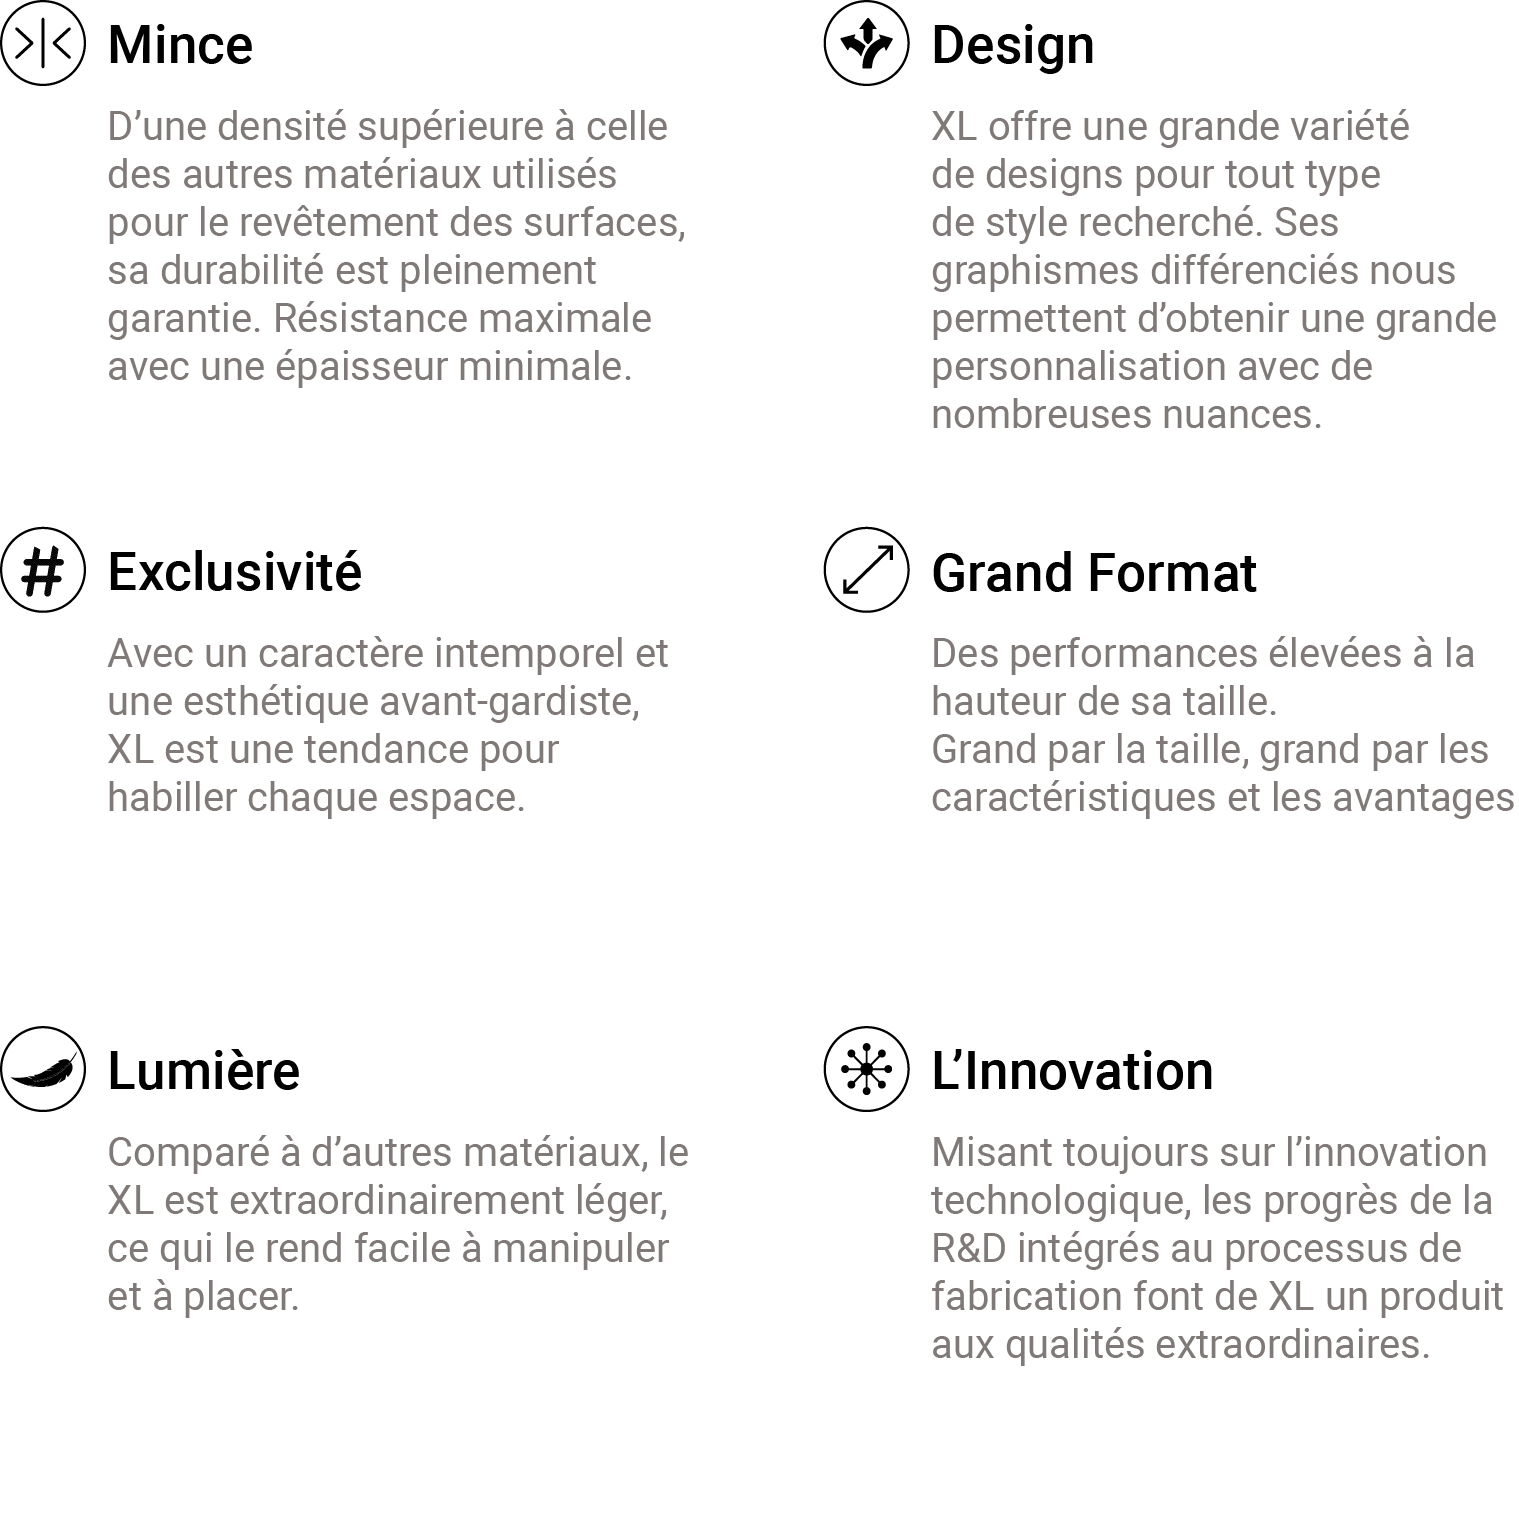 Mince
D’une densité supérieure à celle
des autres matériaux utilisés
pour le revêtement des surfaces,
sa durabilité est pleinement
garantie. Résistance maximale
avec une épaisseur minimale.
Design
XL offre une grande variété
de designs pour tout type
de style recherché. Ses
graphismes différenciés nous
permettent d’obtenir une grande
personnalisation avec de
nombreuses nuances.
Exclusivité
Avec un caractère intemporel et
une esthétique avant-gardiste,
XL est une tendance pour
habiller chaque espace.
Grand Format
Des performances élevées à la
hauteur de sa taille.
Grand par la taille, grand par les
caractéristiques et les avantages
Lumière
Comparé à d’autres matériaux, le
XL est extraordinairement léger,
ce qui le rend facile à manipuler
et à placer.
L’Innovation
Misant toujours sur l’innovation
technologique, les progrès de la
R&D intégrés au processus de
fabrication font de XL un produit
aux qualités extraordinaires.